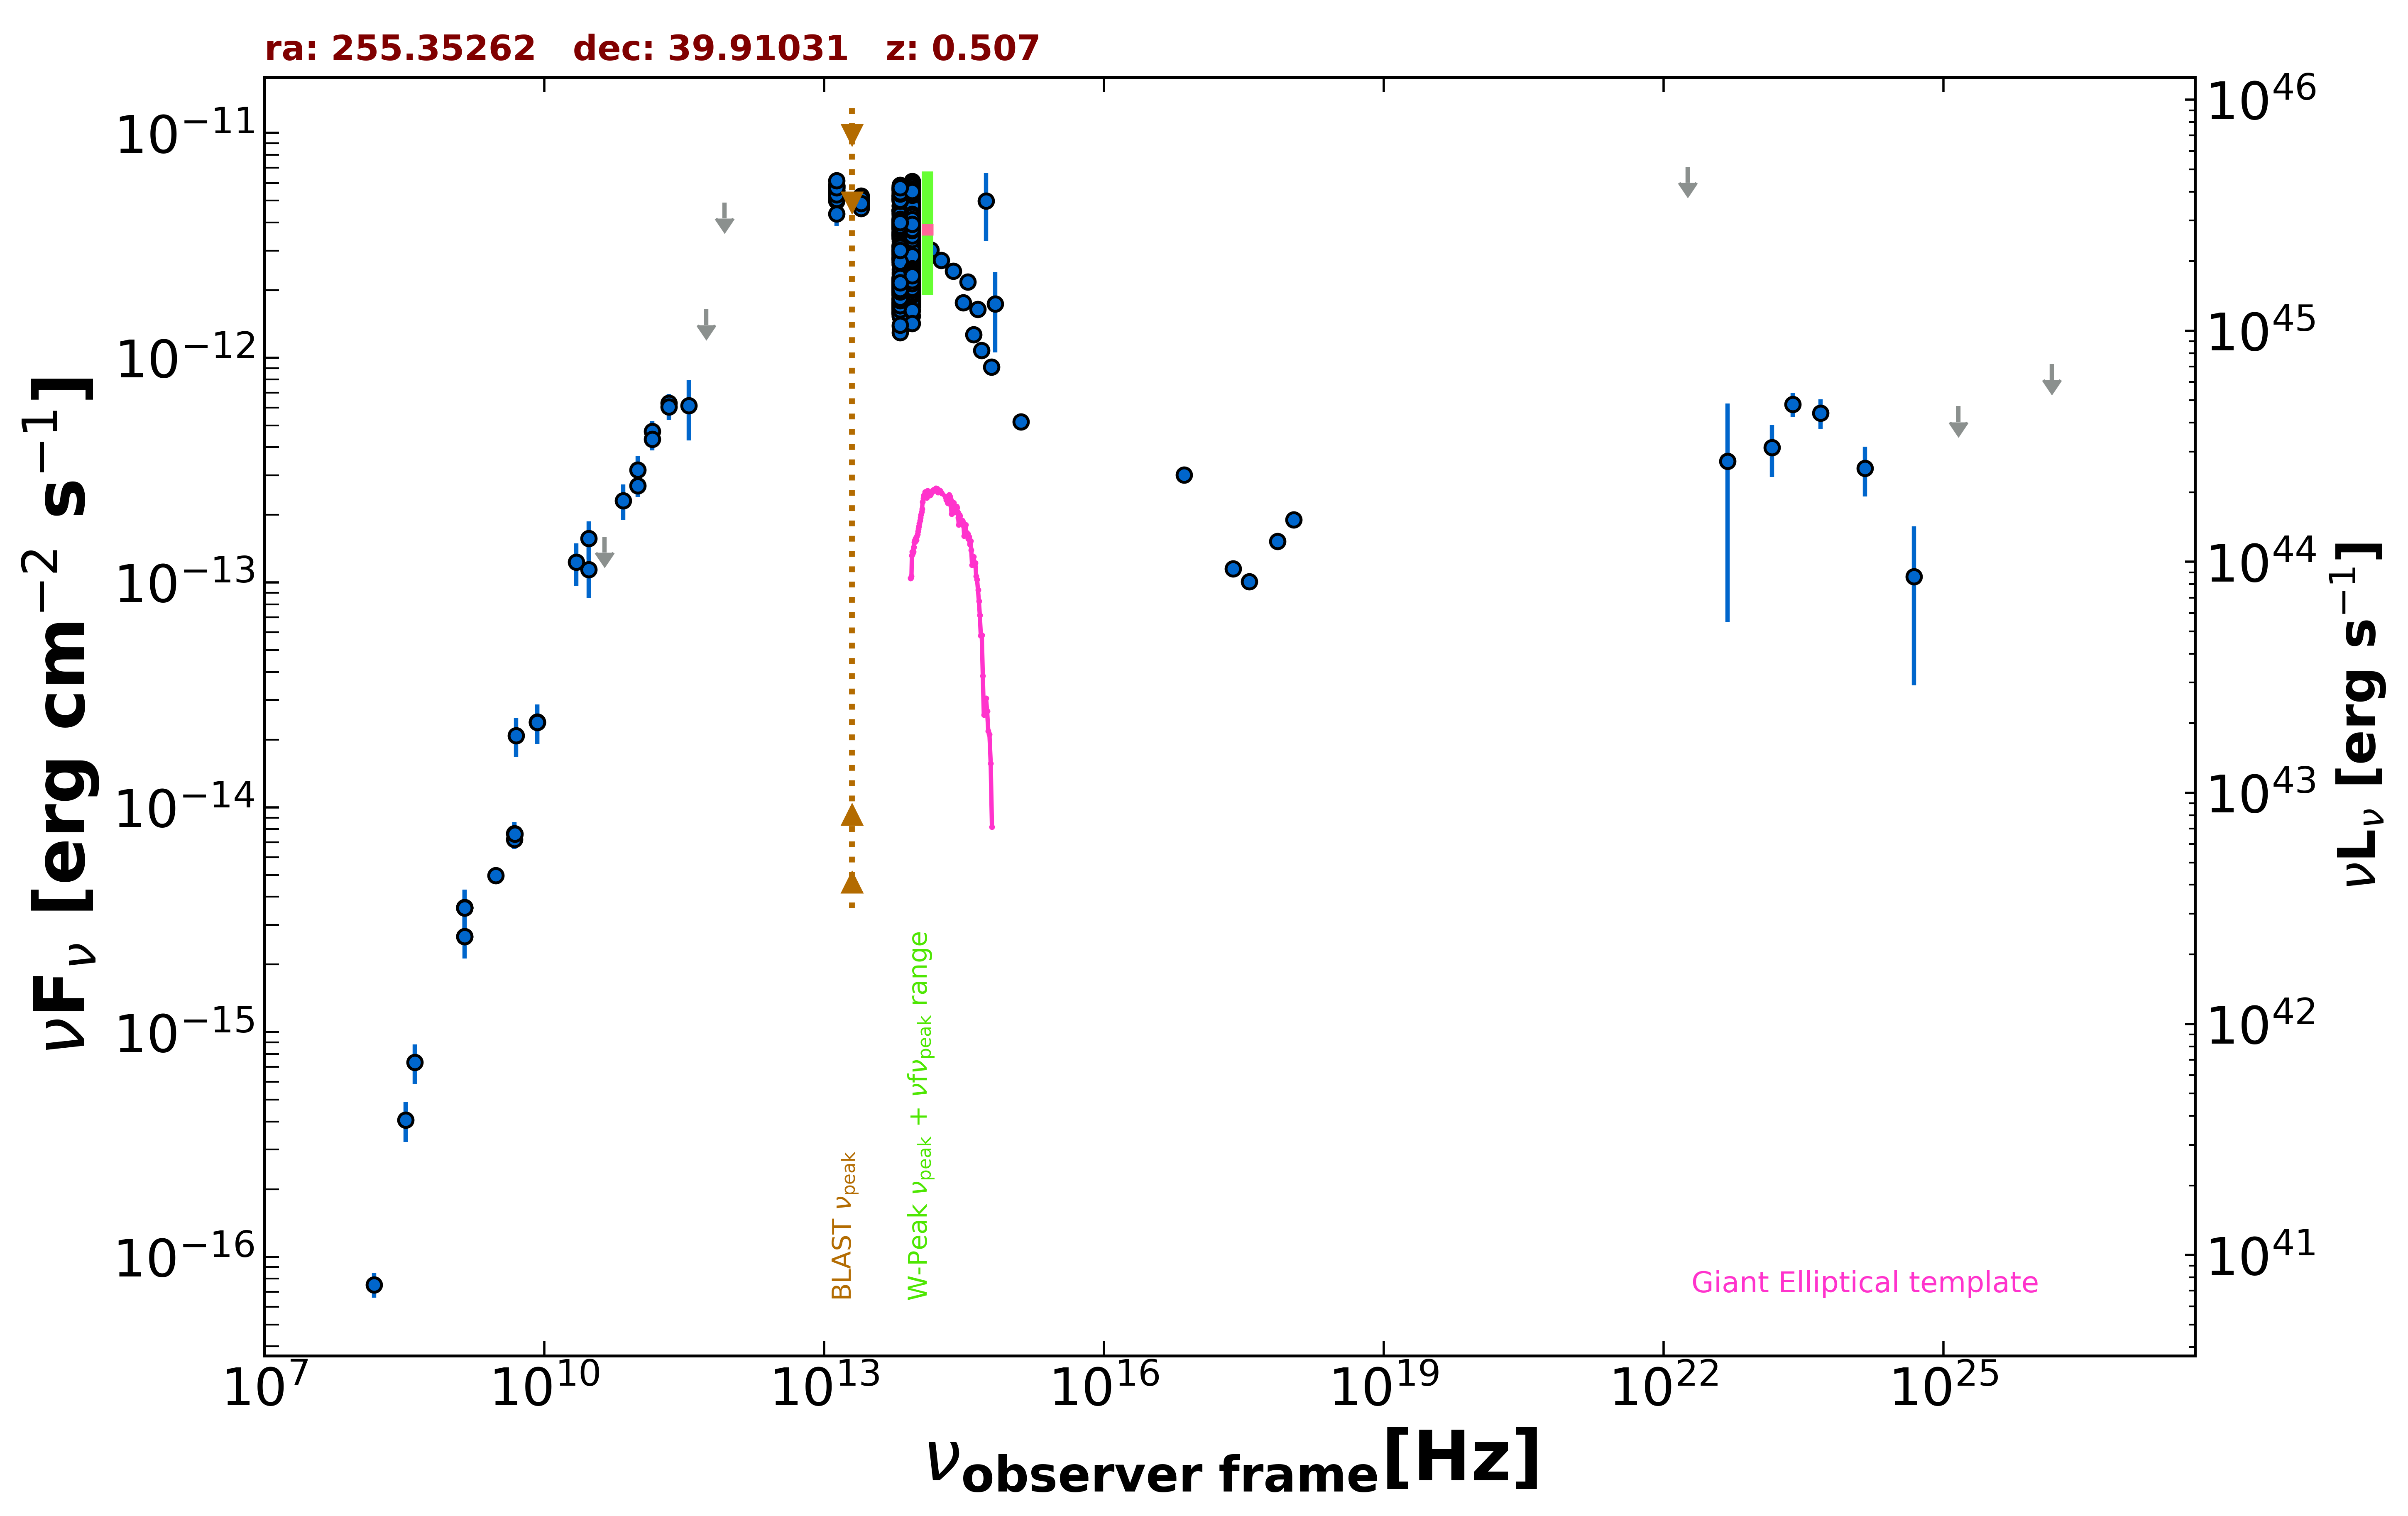 ra: 255.35262 dec: 39.91031 z: 0.507
νFν [erg cm−2 s−1]
10−11
10−12
10−13
10−14
10−15
10−16
1046
1045
1044
1043
1042
1041
νLν [erg s−1]
BLAST νpeak
W-Peak νpeak + νfνpeak range
Giant Elliptical template
107 1010 1013 1016 1019 1022 1025
νobserver frame[Hz]